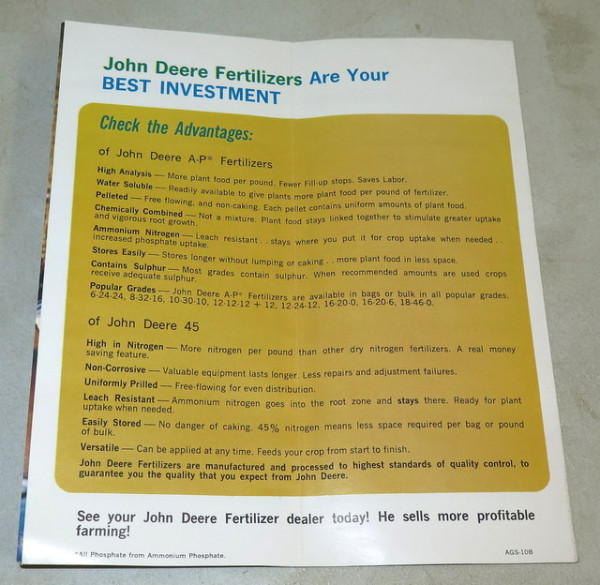 John Deere Fertilizers Are Your
BEST INVESTMENT
Check the Advantages:
of John Deere A-P® Fertilizers
High Analysis — More plant food per pound. Fewer Fill-up stops. Saves Labor.
Water Soluble — Readily available to give plants more plant food per pound of fertilizer.
Pelleted — Free flowing, and non-caking. Each pellet contains uniform amounts of plant food.
Chemically Combined — Not a mixture. Plant food stays linked together to stimulate greater uptake
and vigorous root growth.
Ammonium Nitrogen — Leach resistant . . stays where you put it for crop uptake when needed . .
increased phosphate uptake.
Stores Easily — Stores longer without lumping or caking . . more plant food in less space.
Contains Sulphur — Most grades contain sulphur. When recommended amounts are used crops
receive adequate sulphur.
Popular Grades — John Deere A-P® Fertilizers are available in bags or bulk in all popular grades.
6-24-24, 8-32-16, 10-30-10, 12-12-12 + 12, 12-24-12, 16-20-0, 16-20-6, 18-46-0.
of John Deere 45
High in Nitrogen — More nitrogen per pound than other dry nitrogen fertilizers. A real money
saving feature.
Non-Corrosive — Valuable equipment lasts longer. Less repairs and adjustment failures.
Uniformly Prilled — Free-flowing for even distribution.
Leach Resistant — Ammonium nitrogen goes into the root zone and stays there. Ready for plant
uptake when needed.
Easily Stored — No danger of caking. 45% nitrogen means less space required per bag or pound
of bulk.
Versatile — Can be applied at any time. Feeds your crop from start to finish.
John Deere Fertilizers are manufactured and processed to highest standards of quality control, to
guarantee you the quality that you expect from John Deere.
See your John Deere Fertilizer dealer today! He sells more profitable
farming!
*All Phosphate from Ammonium Phosphate.
AGS-10B